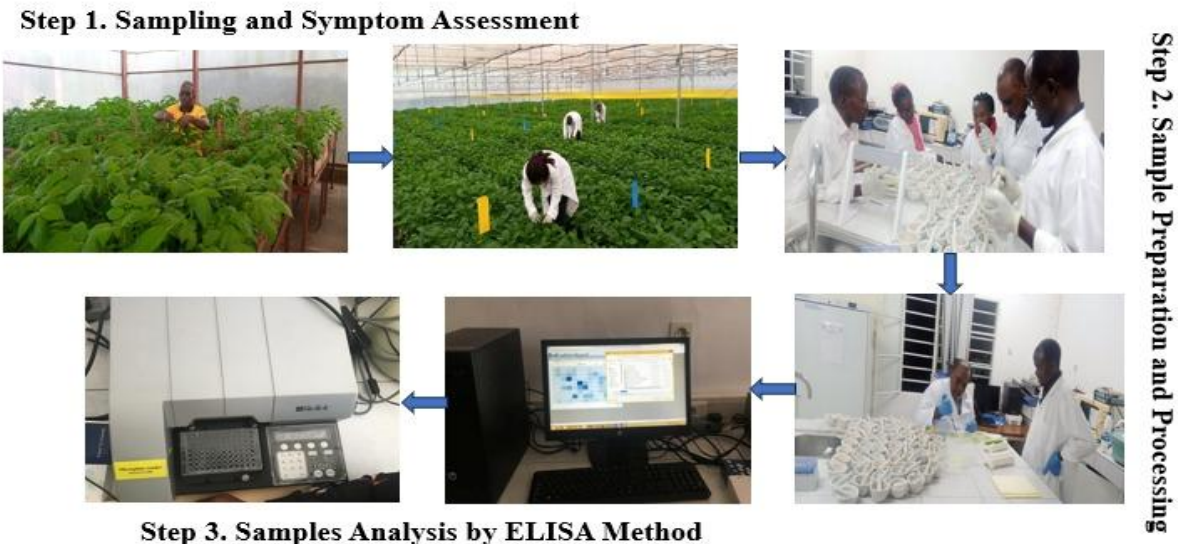 Step 1. Sampling and Symptom Assessment
Step 2. Sample Preparation and Processing
Step 3. Samples Analysis by ELISA Method